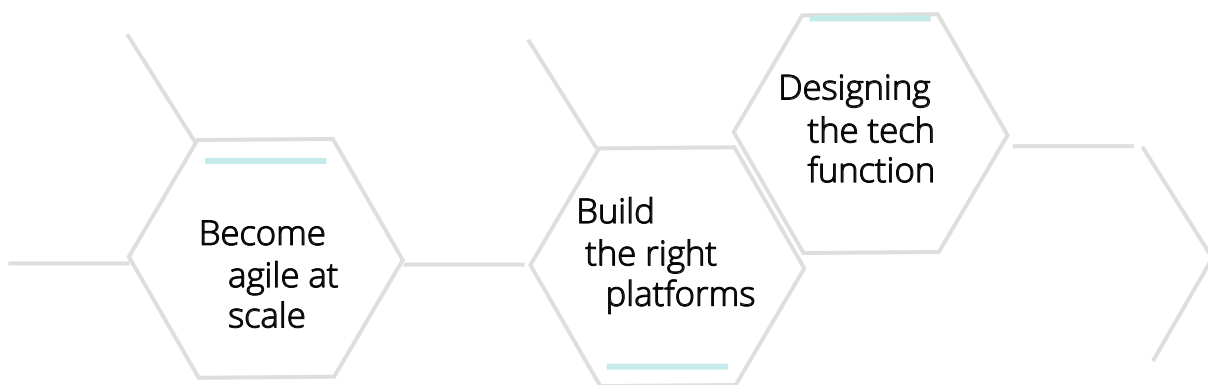 Become
agile at
scale
Build
the right
platforms
Designing
the tech
function